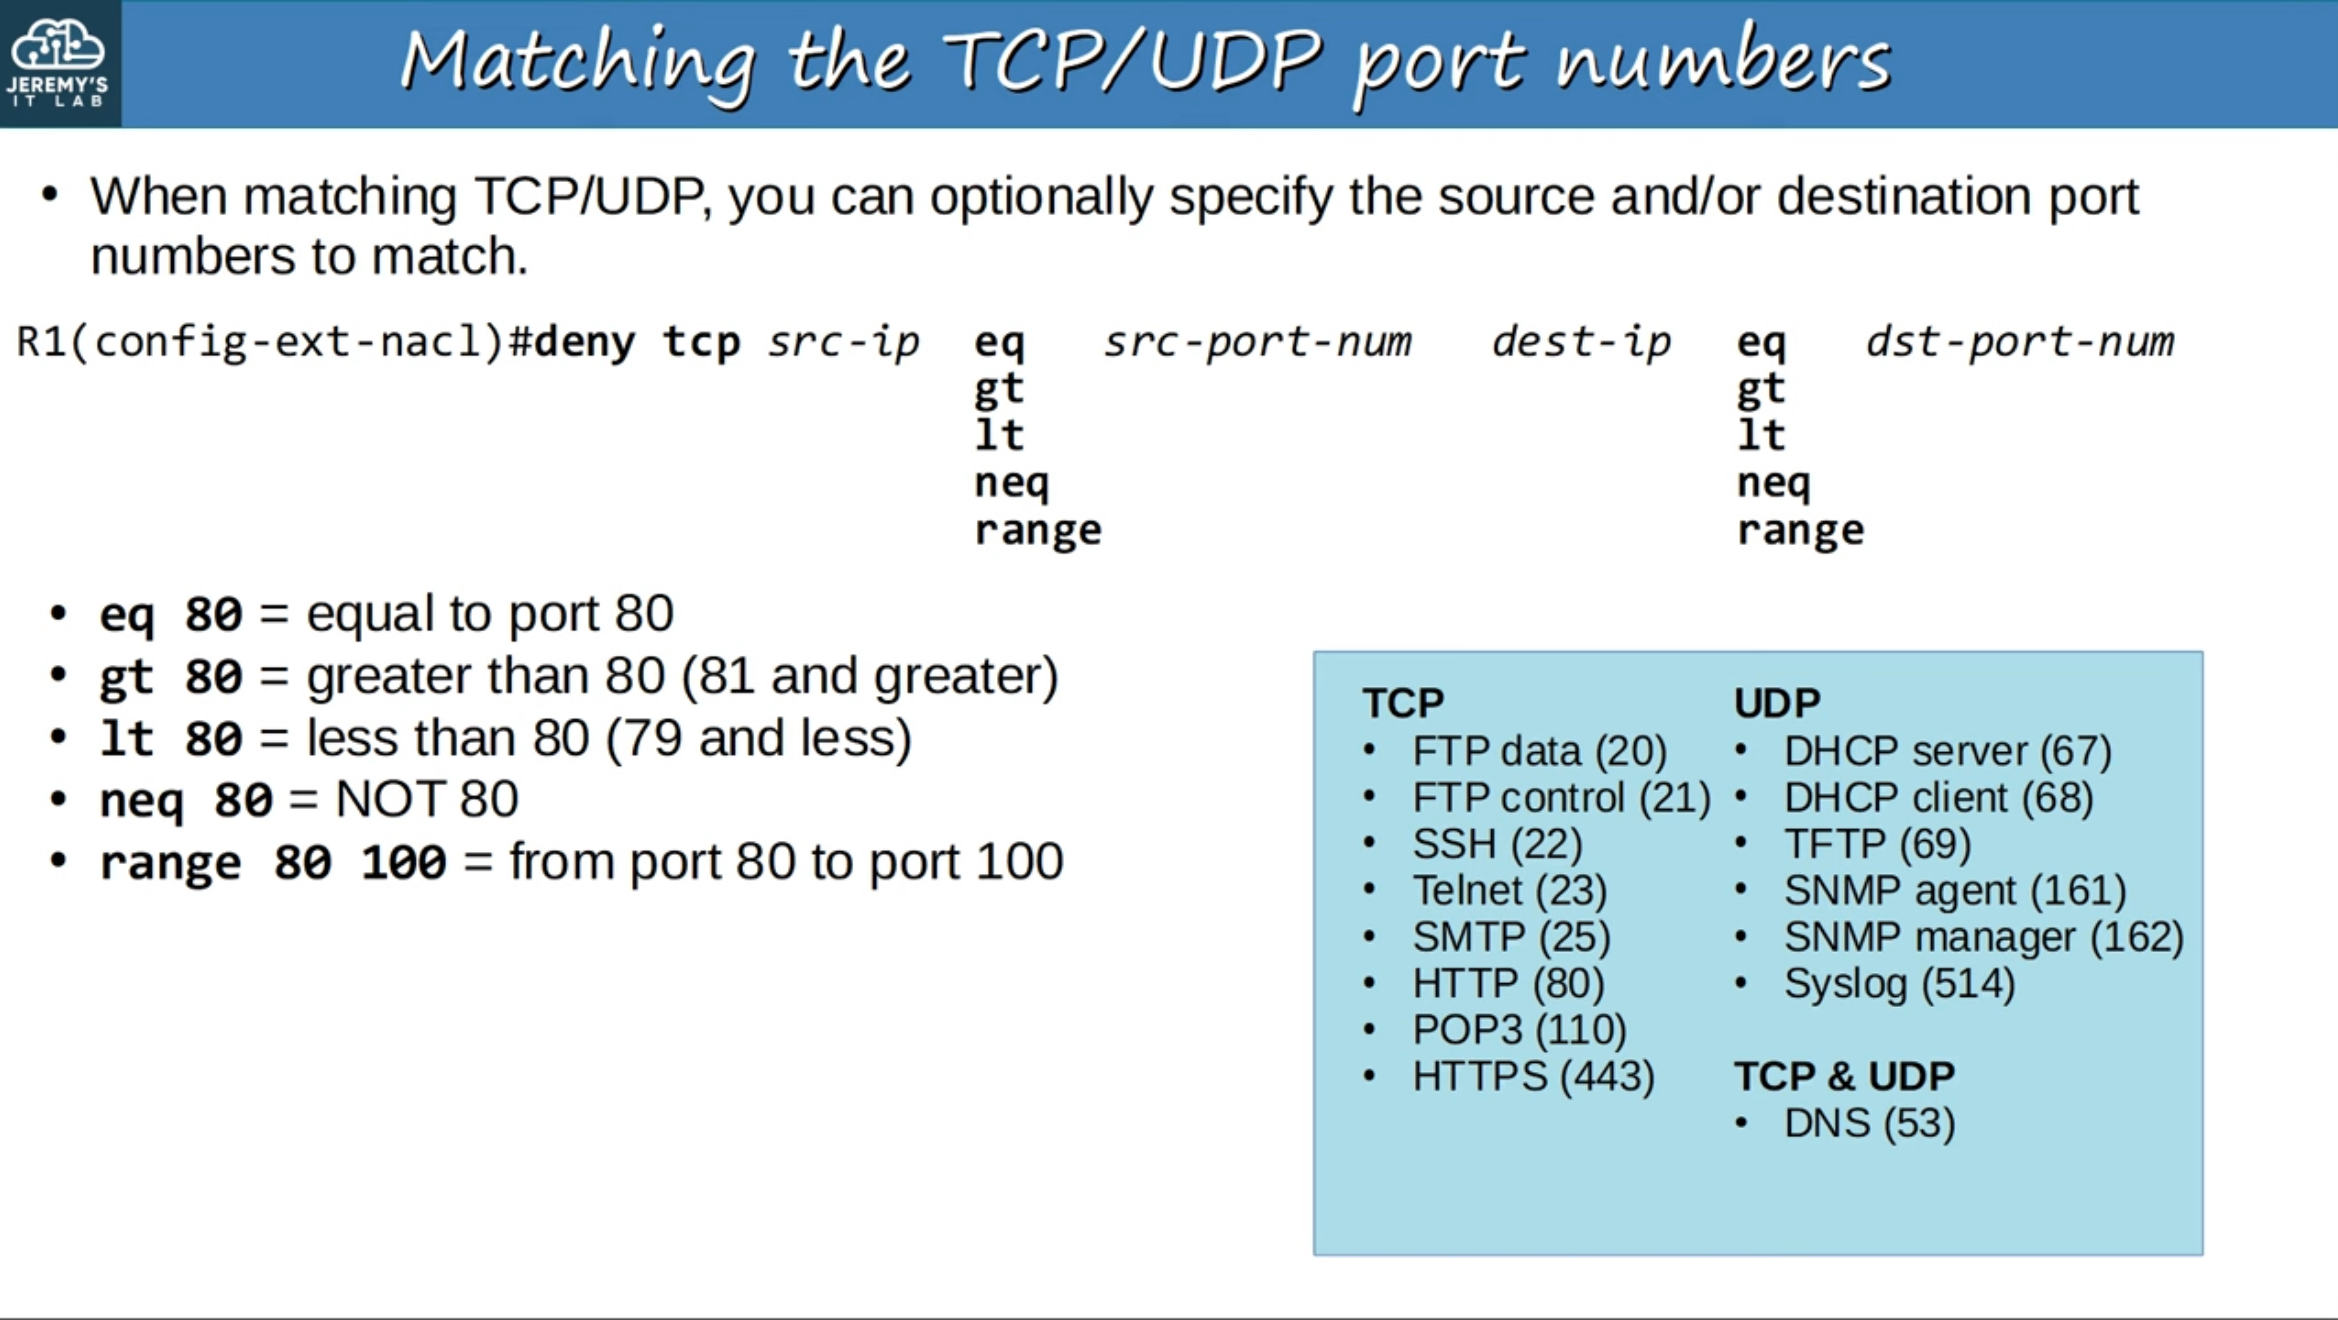 JEREMY'S
IT LAB
Matching the TCP/UDP port numbers
• When matching TCP/UDP, you can optionally specify the source and/or destination port
numbers to match.
R1(config-ext-nacl)#deny tcp src-ip eq src-port-num dest-ip eq dst-port-num
gt gt
lt lt
neq neq
range range
• eq 80 = equal to port 80
• gt 80 = greater than 80 (81 and greater)
• lt 80 = less than 80 (79 and less)
• neq 80 = NOT 80
• range 80 100 = from port 80 to port 100
TCP
• FTP data (20)
• FTP control (21)
• SSH (22)
• Telnet (23)
• SMTP (25)
• HTTP (80)
• POP3 (110)
• HTTPS (443)
UDP
• DHCP server (67)
• DHCP client (68)
• TFTP (69)
• SNMP agent (161)
• SNMP manager (162)
• Syslog (514)
TCP & UDP
• DNS (53)